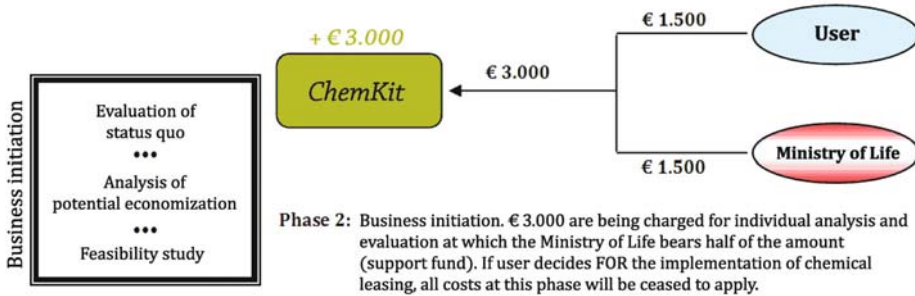 Business initiation
Evaluation of
status quo
•••
Analysis of
potential economization
•••
Feasibility study
+ € 3.000
ChemKit
€ 3.000
€ 1.500
User
€ 1.500
Ministry of Life
Phase 2: Business initiation. € 3.000 are being charged for individual analysis and
evaluation at which the Ministry of Life bears half of the amount
(support fund). If user decides FOR the implementation of chemical
leasing, all costs at this phase will be ceased to apply.